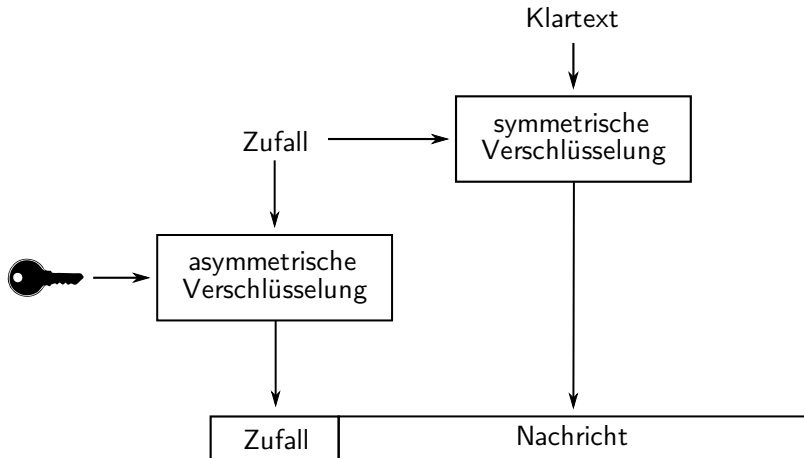 Klartext
symmetrische
Verschlüsselung
Zufall
asymmetrische
Verschlüsselung
Zufall
Nachricht